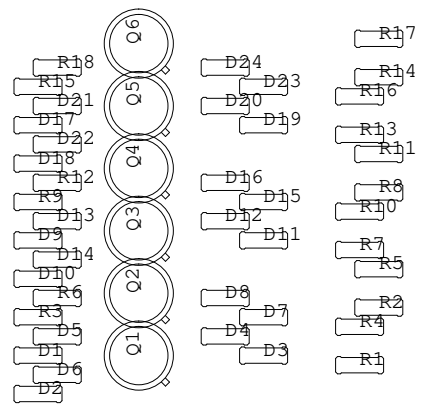 Q6
R17
R18
D24
R15
D23
R14
Q5
R16
D21
D20
D17
D19
R13
D22
Q4
R11
D18
R12
D16
R8
R9
D15
R10
D13
Q3
D12
D9
D11
R7
D14
R5
D10
Q2
R6
D8
R2
R3
D7
R4
D5
Q1
D4
D1
D3
R1
D6
D2